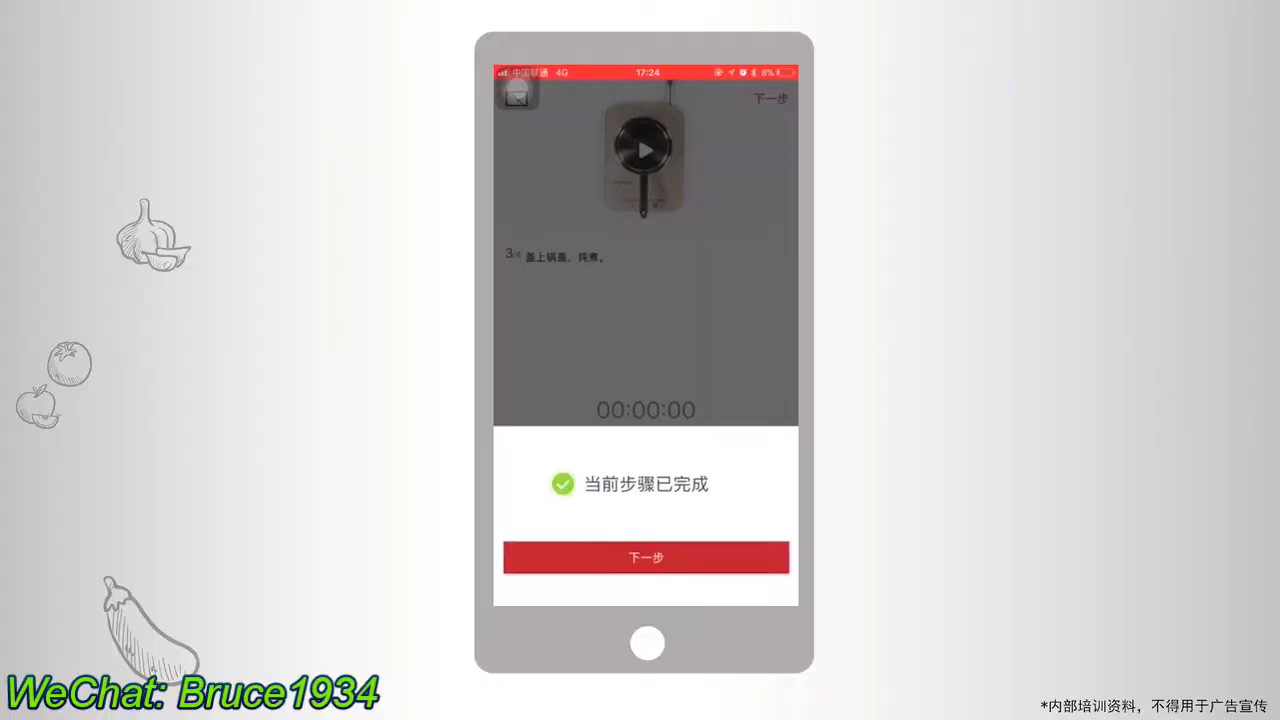 中国联通 4G 17:24 8%
下一步
3/4 盖上锅盖，炖煮。
00:00:00
当前步骤已完成
下一步
WeChat: Bruce1934
*内部培训资料，不得用于广告宣传